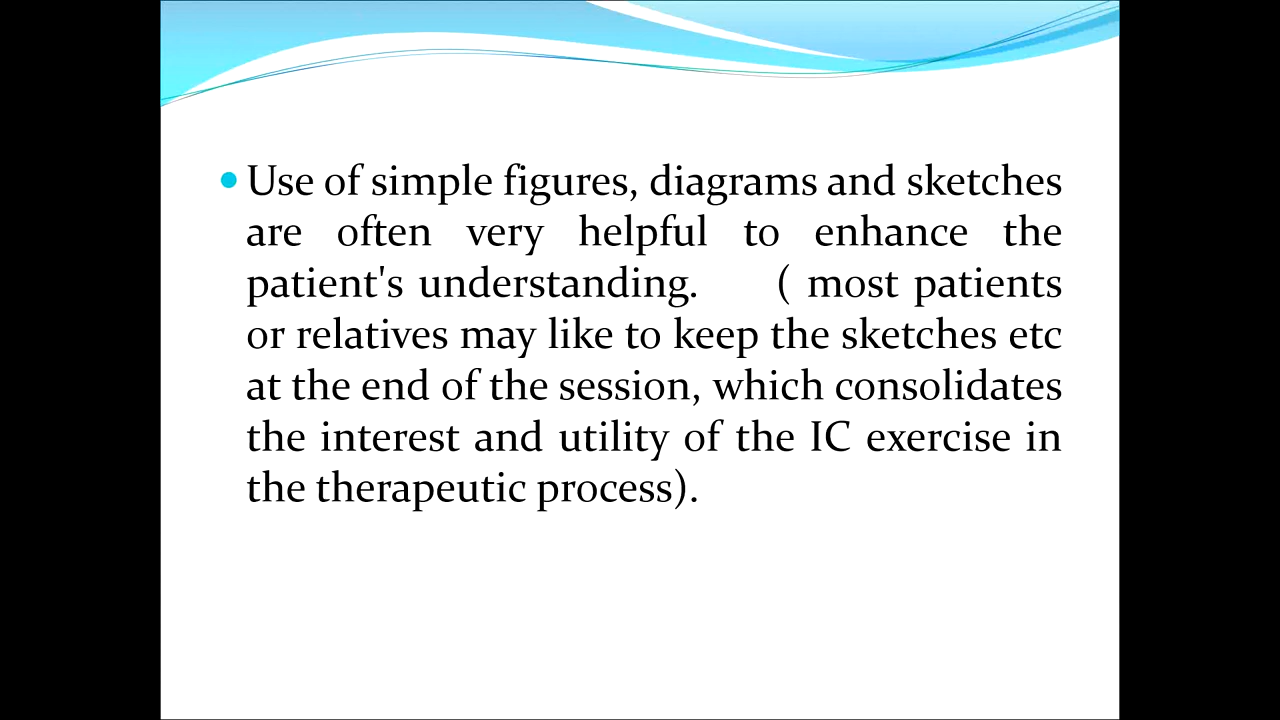 Use of simple figures, diagrams and sketches
are often very helpful to enhance the
patient's understanding. ( most patients
or relatives may like to keep the sketches etc
at the end of the session, which consolidates
the interest and utility of the IC exercise in
the therapeutic process).